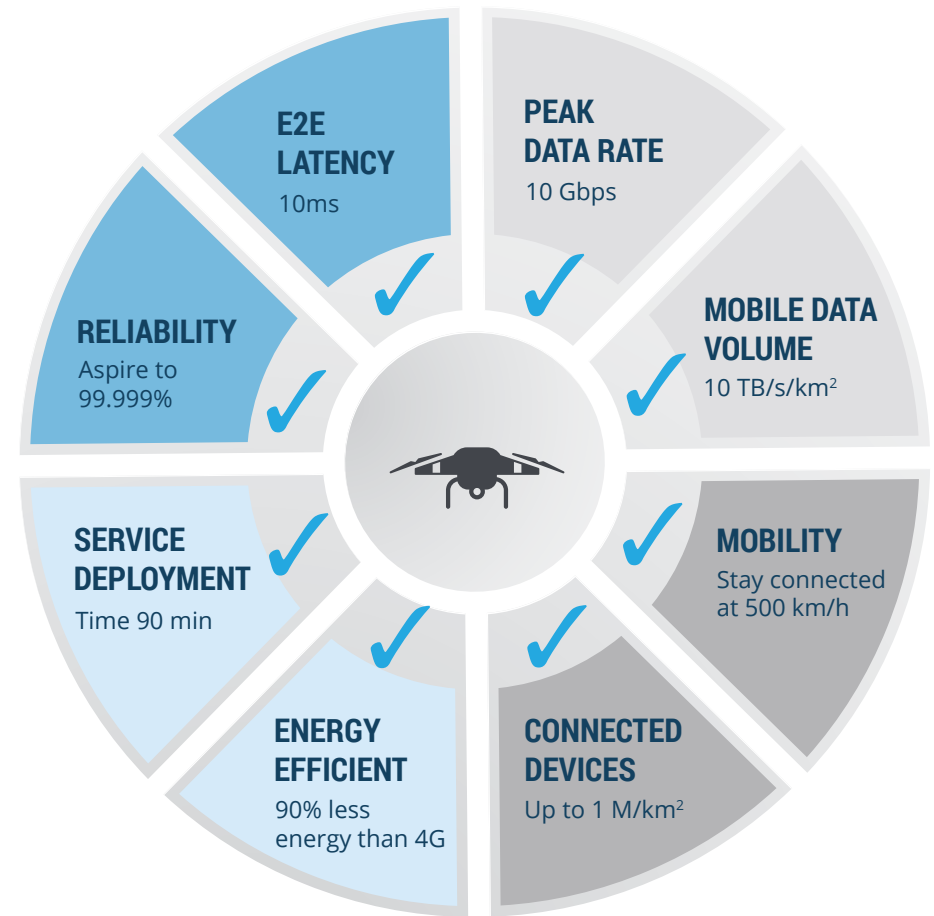 E2E
LATENCY
10ms
PEAK
DATA RATE
10 Gbps
MOBILE DATA
VOLUME
10 TB/s/km²
MOBILITY
Stay connected
at 500 km/h
CONNECTED
DEVICES
Up to 1 M/km²
ENERGY
EFFICIENT
90% less
energy than 4G
SERVICE
DEPLOYMENT
Time 90 min
RELIABILITY
Aspire to
99.999%